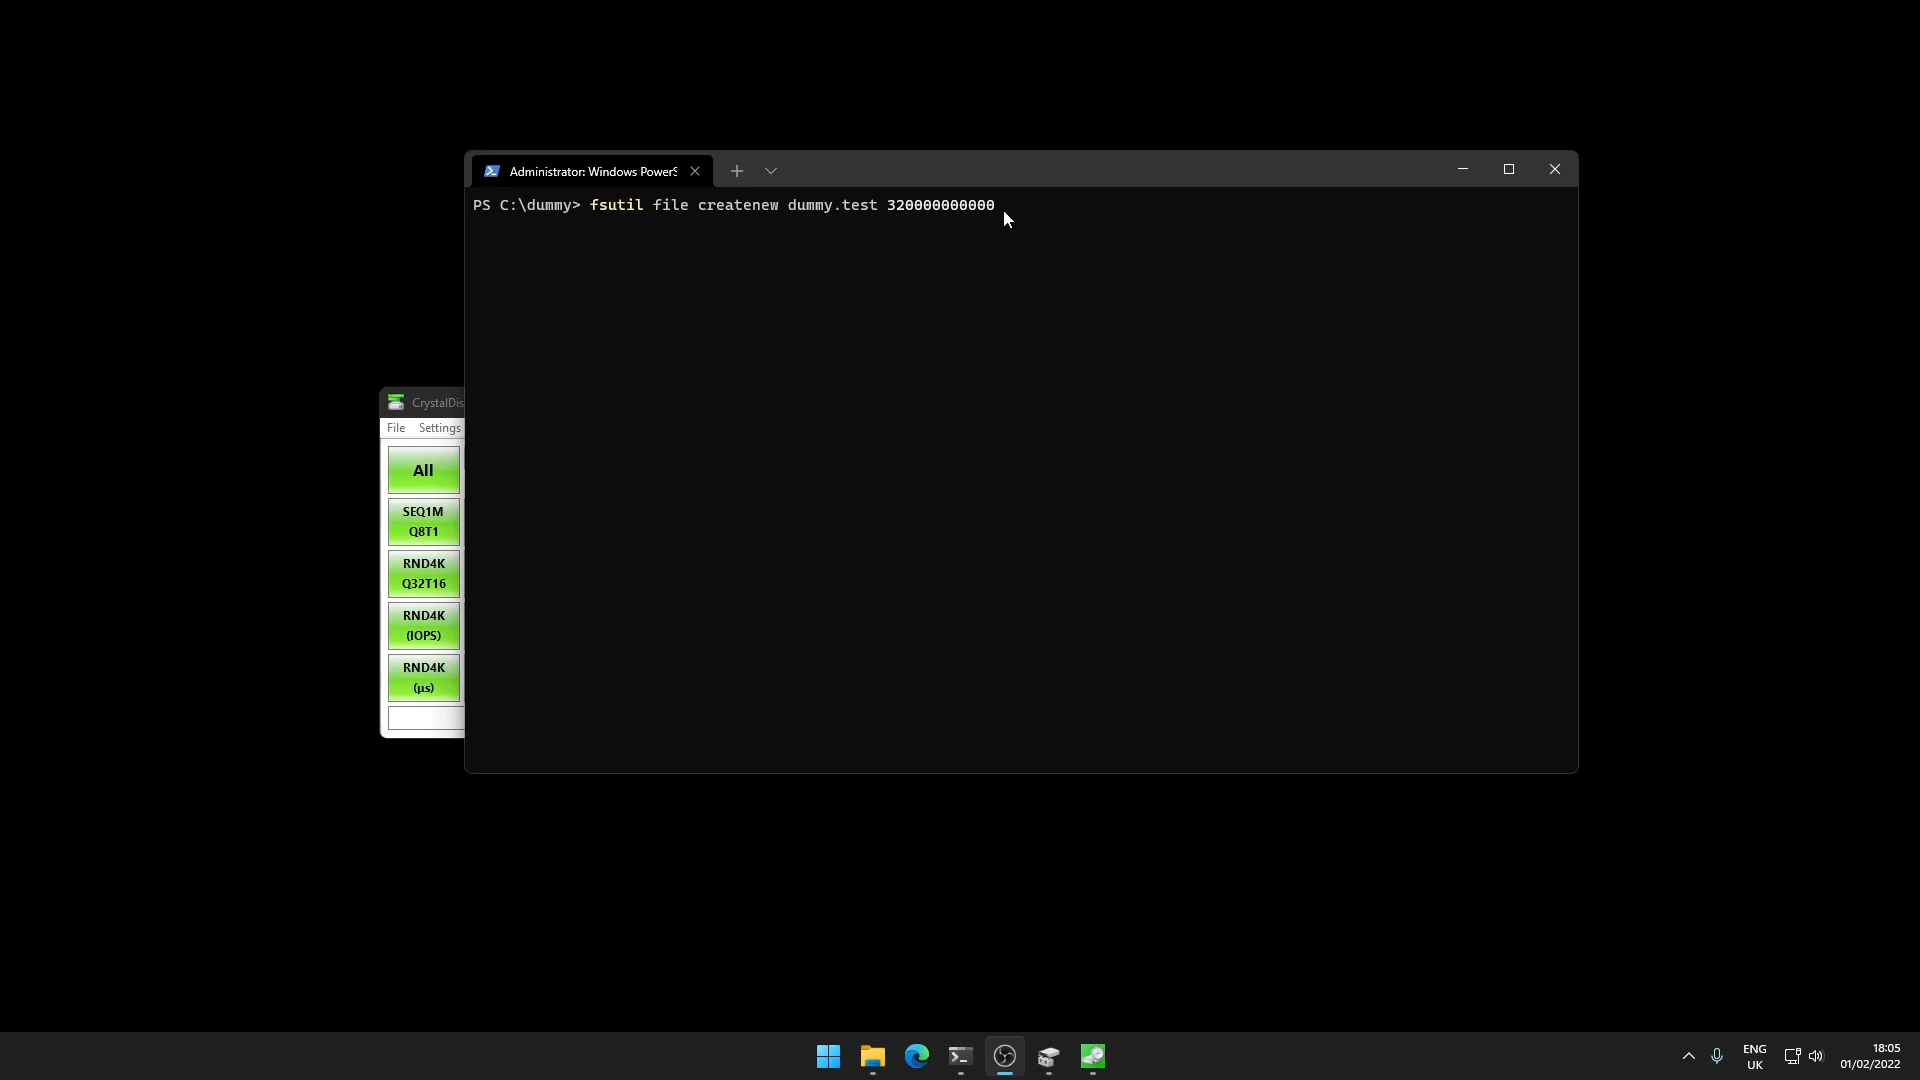 Administrator: Windows PowerS
PS C:\dummy> fsutil file createnew dummy.test 320000000000
CrystalDis
File Settings
All
SEQ1M
Q8T1
RND4K
Q32T16
RND4K
(IOPS)
RND4K
(µs)
ENG
UK
18:05
01/02/2022